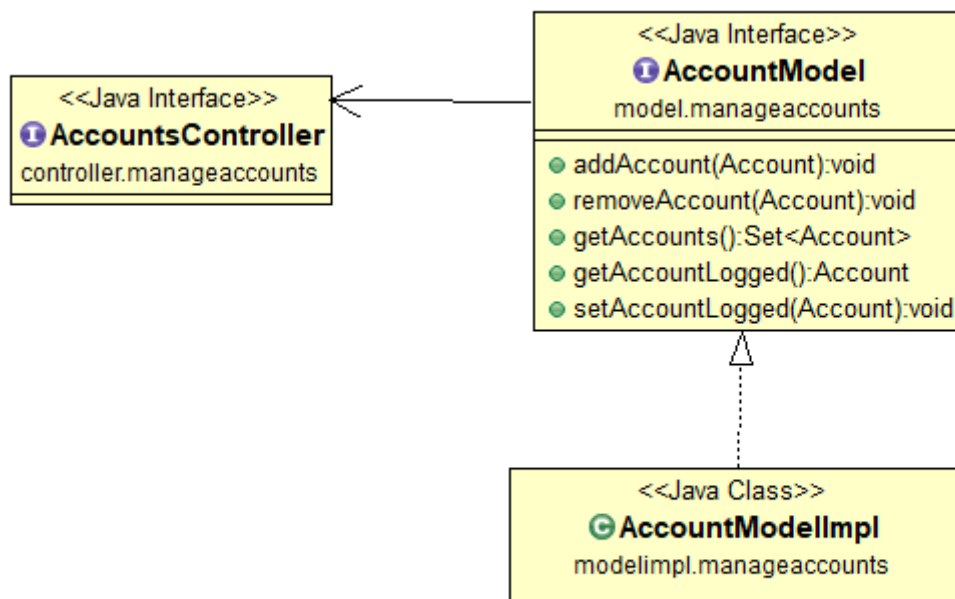 <<Java Interface>>
AccountsController
controller.manageaccounts
<<Java Interface>>
AccountModel
model.manageaccounts
addAccount(Account):void
removeAccount(Account):void
getAccounts():Set<Account>
getAccountLogged():Account
setAccountLogged(Account):void
<<Java Class>>
AccountModelImpl
modelimpl.manageaccounts